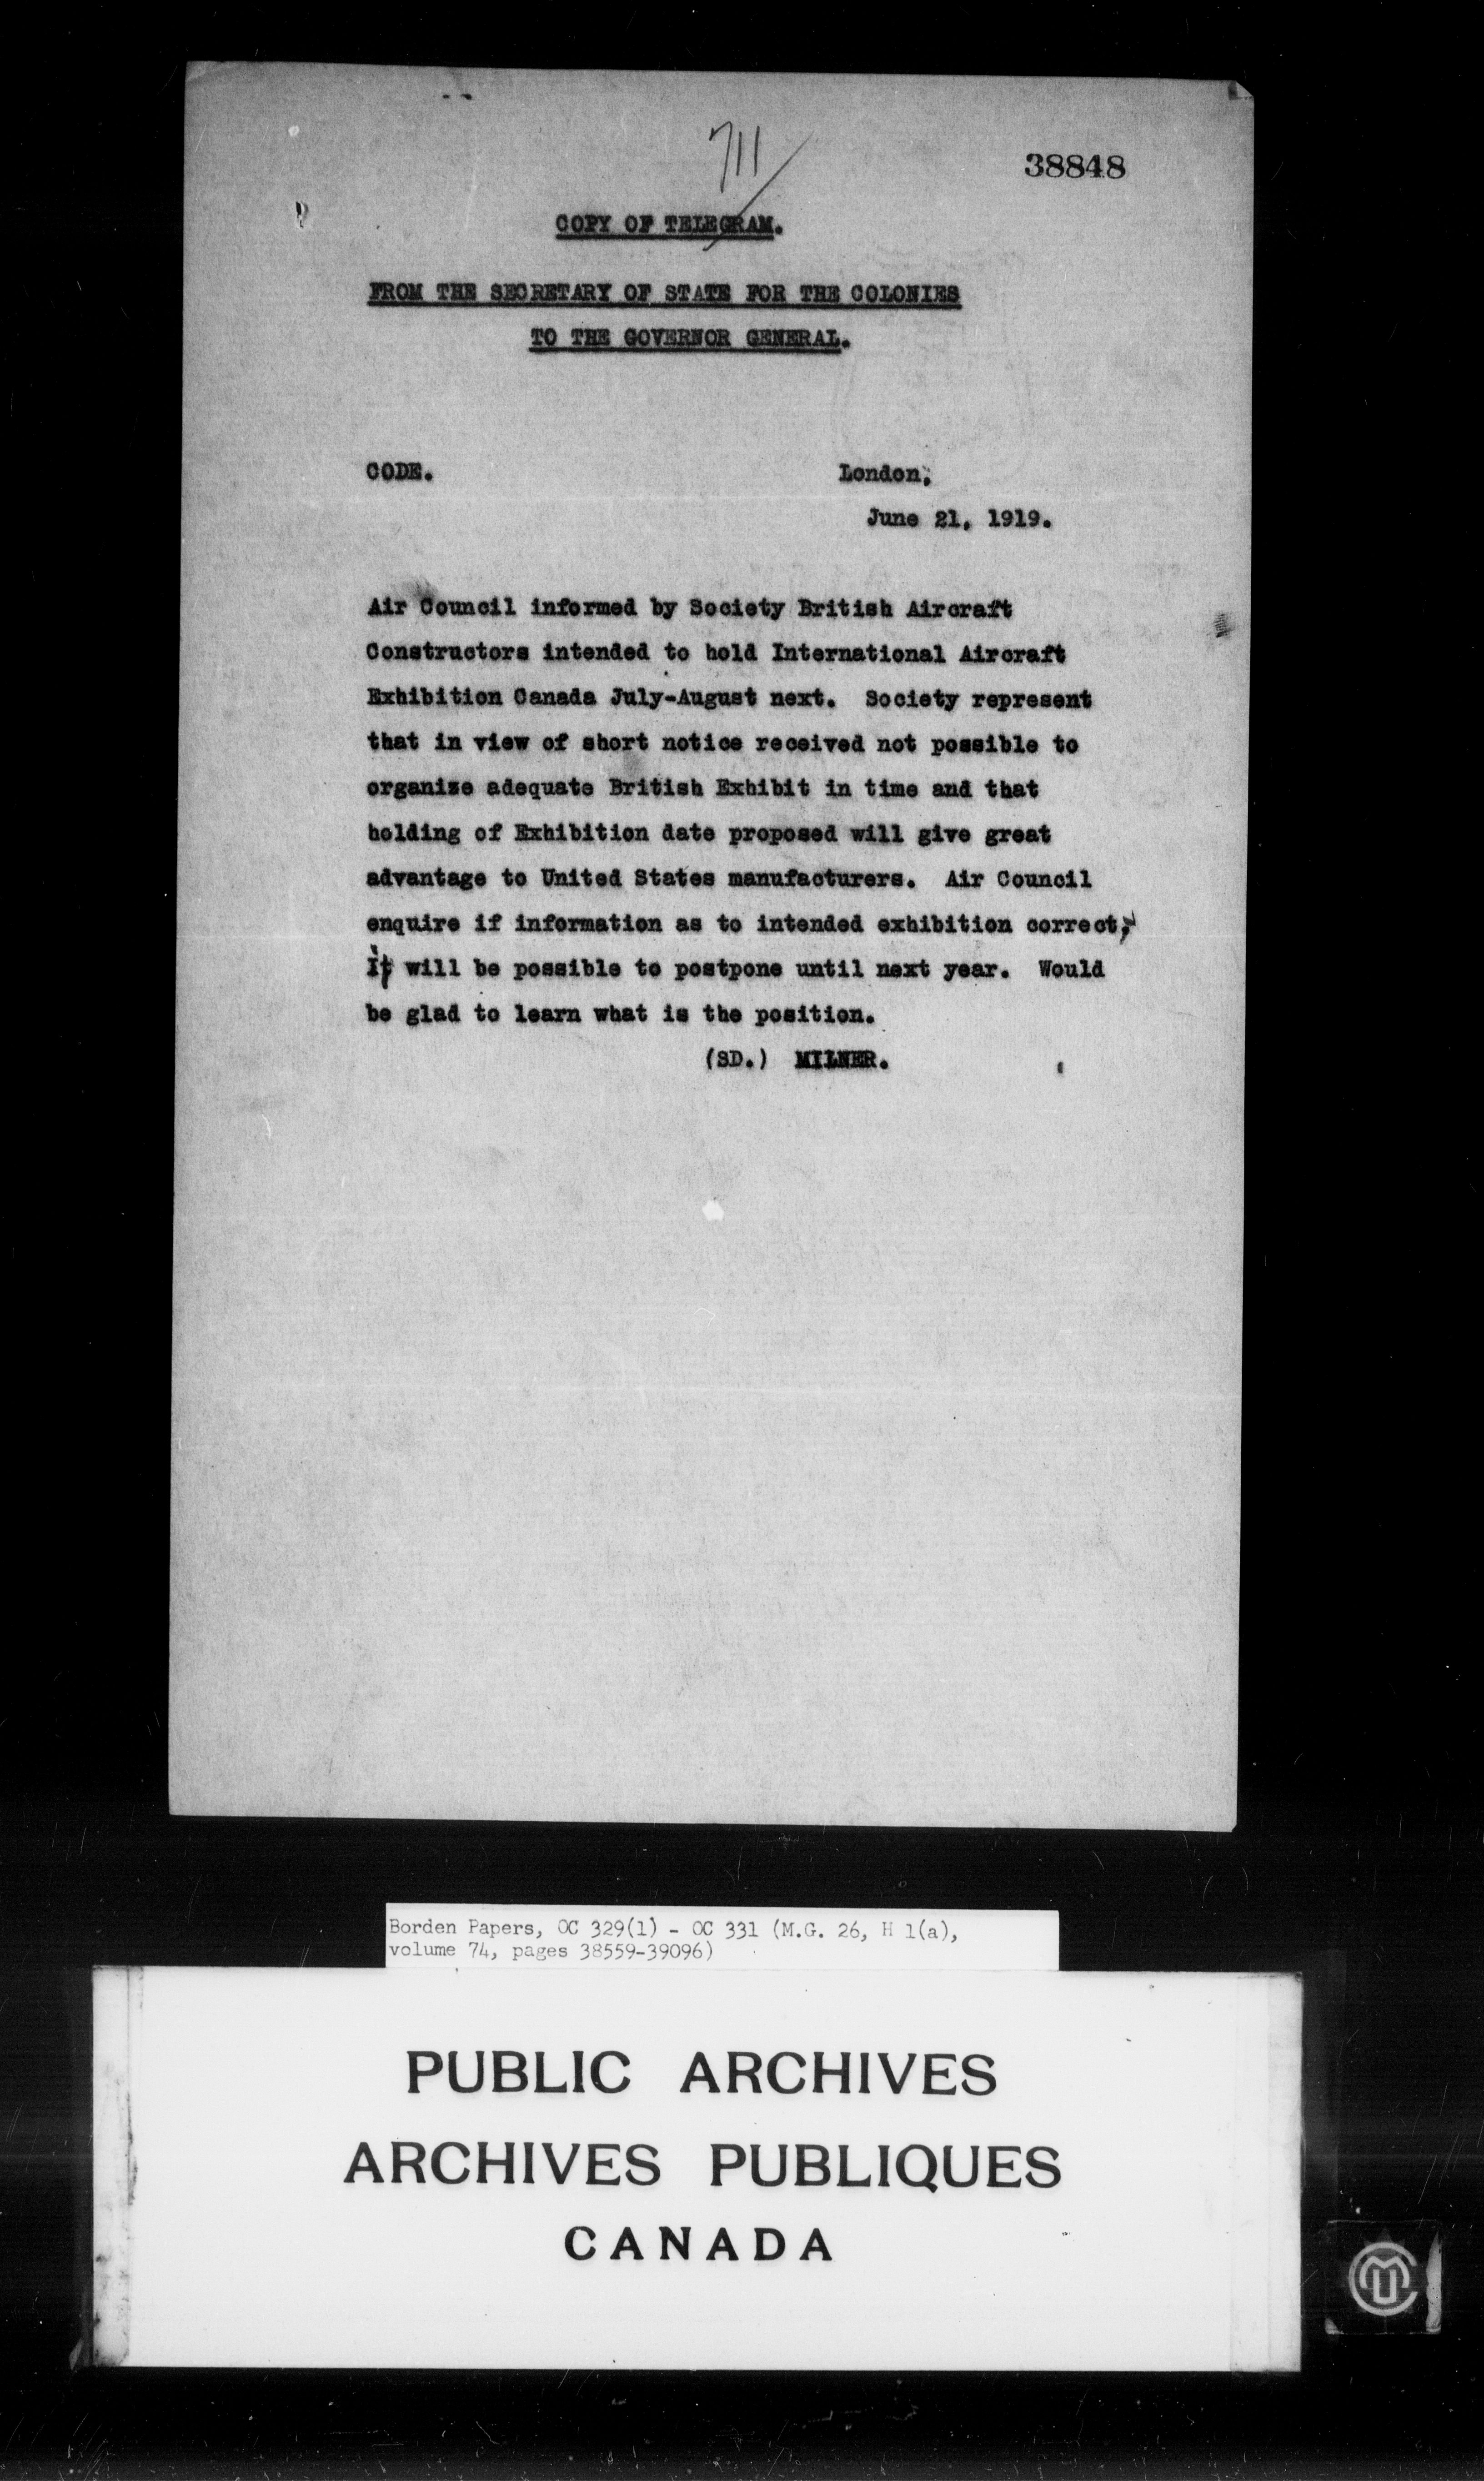 711
38848
COPY OF TELEGRAM.
FROM THE SECRETARY OF STATE FOR THE COLONIES
TO THE GOVERNOR GENERAL.
CODE.
London,
June 21, 1919.
Air Council informed by Society British Aircraft
Constructors intended to hold International Aircraft
Exhibition Canada July-August next. Society represent
that in view of short notice received not possible to
organize adequate British Exhibit in time and that
holding of Exhibition date proposed will give great
advantage to United States manufacturers. Air Council
enquire if information as to intended exhibition correct,
if will be possible to postpone until next year. Would
be glad to learn what is the position.
(SD.) MILNER.
Borden Papers, OC 329(1) - OC 331 (M.G. 26, H 1(a),
volume 74, pages 38559-39096)
PUBLIC ARCHIVES
ARCHIVES PUBLIQUES
CANADA